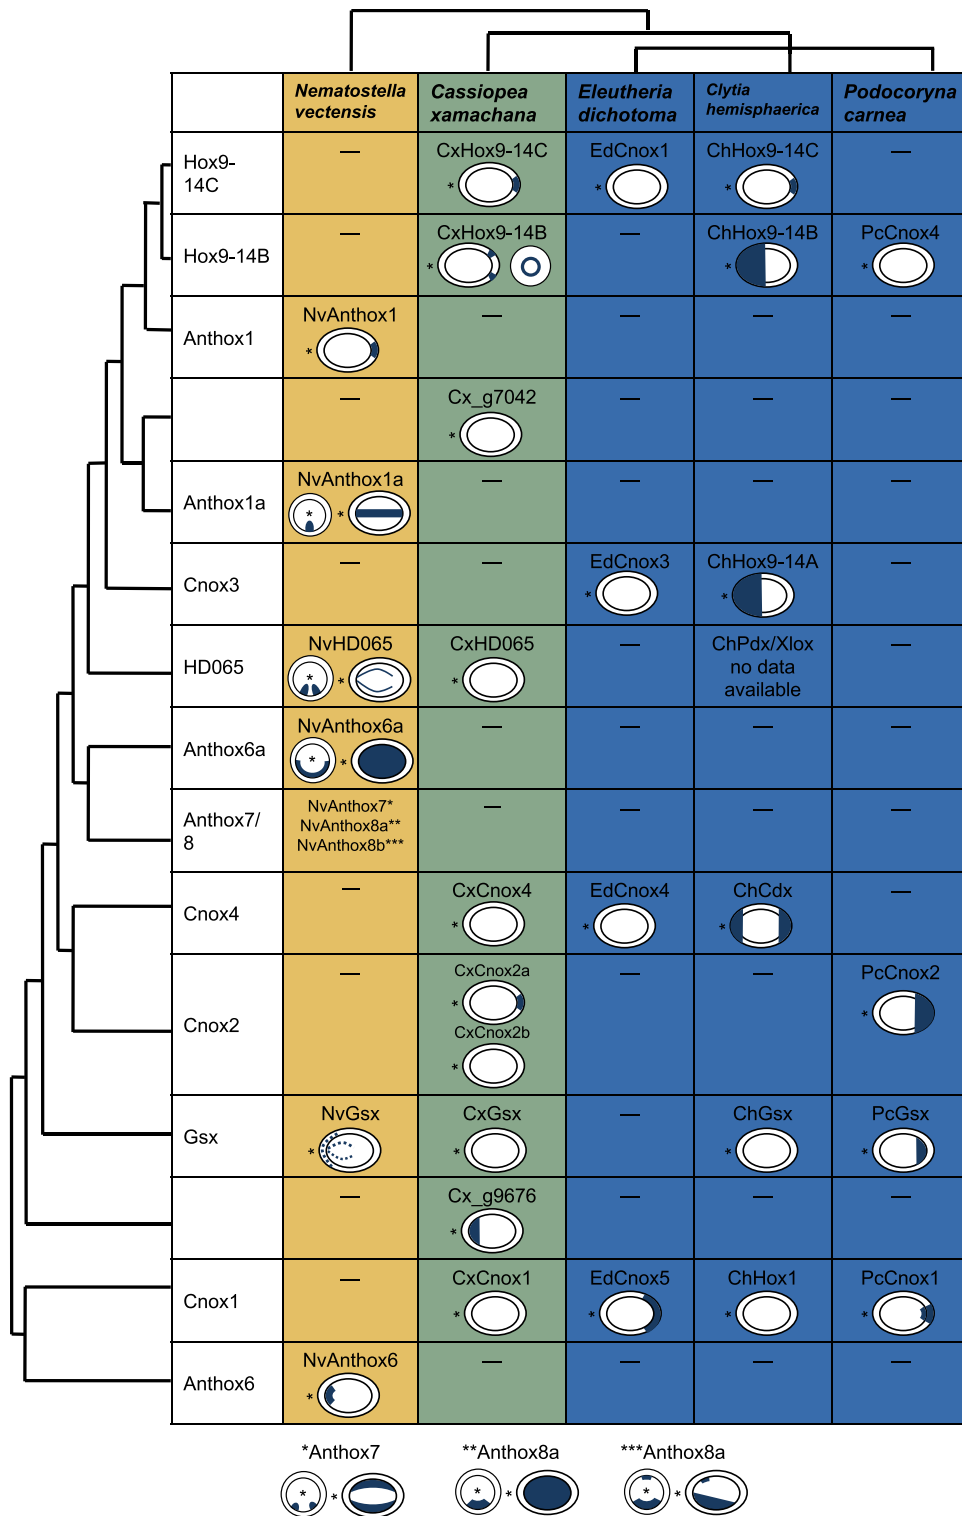 Nematostella vectensis
Cassiopea xamachana
Eleutheria dichotoma
Clytia hemisphaerica
Podocoryna carnea
Hox9-
14C
—
CxHox9-14C
*
EdCnox1
*
ChHox9-14C
*
—
Hox9-14B
—
CxHox9-14B
*
—
ChHox9-14B
*
PcCnox4
*
Anthox1
NvAnthox1
*
—
—
—
—
—
Cx_g7042
*
—
—
—
Anthox1a
NvAnthox1a
* *
—
—
—
—
Cnox3
—
—
EdCnox3
*
ChHox9-14A
*
—
HD065
NvHD065
* *
CxHD065
*
—
ChPdx/Xlox
no data
available
—
Anthox6a
NvAnthox6a
* *
—
—
—
—
Anthox7/
8
NvAnthox7*
NvAnthox8a**
NvAnthox8b***
—
—
—
—
Cnox4
—
CxCnox4
*
EdCnox4
*
ChCdx
*
—
Cnox2
—
CxCnox2a
*
CxCnox2b
*
—
—
PcCnox2
*
Gsx
NvGsx
*
CxGsx
*
—
ChGsx
*
PcGsx
*
—
Cx_g9676
*
—
—
—
Cnox1
—
CxCnox1
*
EdCnox5
*
ChHox1
*
PcCnox1
*
Anthox6
NvAnthox6
*
—
—
—
—
*Anthox7
* *
**Anthox8a
* *
***Anthox8a
* *